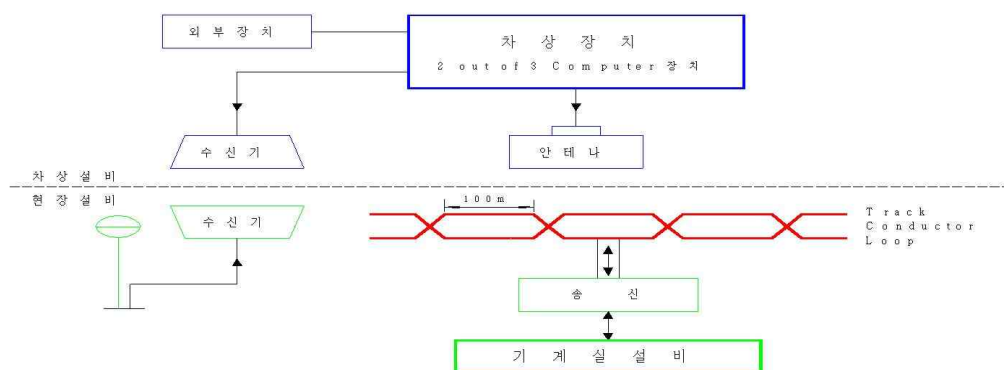 외부장치
차상장치
2 out of 3 Computer 장치
수신기
안테나
차상설비
현장설비
수신기
100m
Track
Conductor
Loop
송신
기계실설비